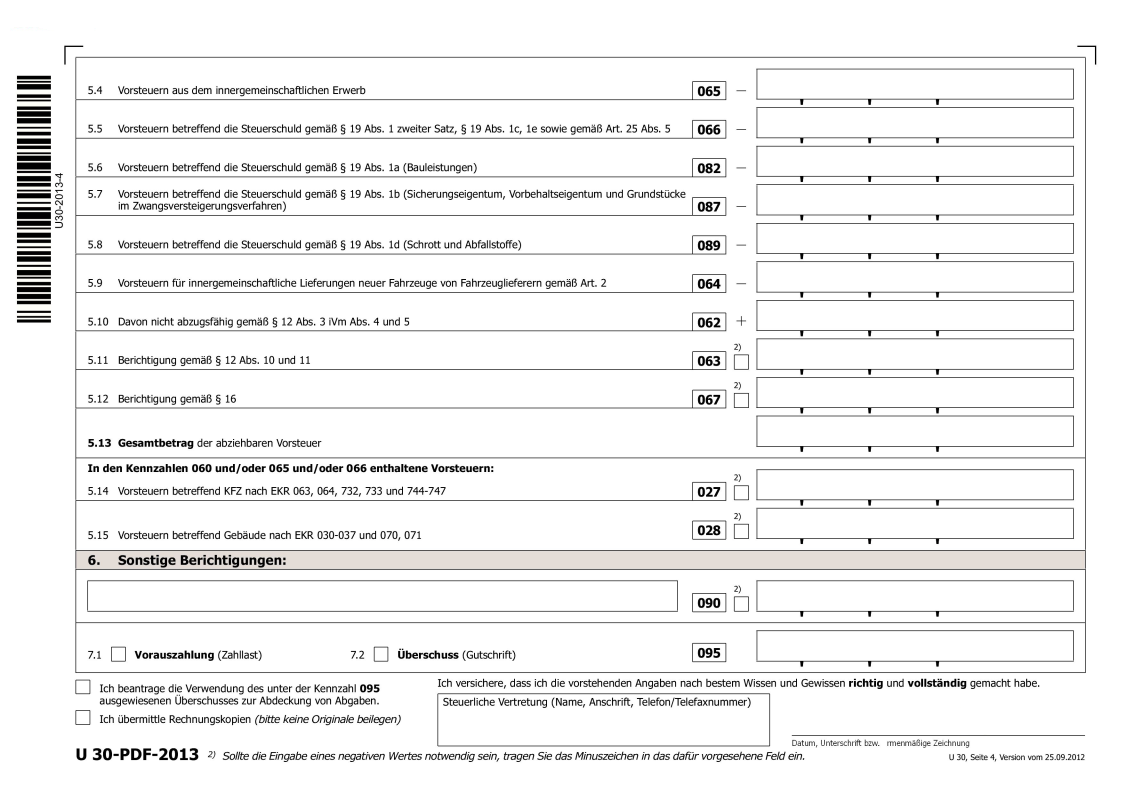 U30-2013-4
5.4 Vorsteuern aus dem innergemeinschaftlichen Erwerb 065 –
5.5 Vorsteuern betreffend die Steuerschuld gemäß § 19 Abs. 1 zweiter Satz, § 19 Abs. 1c, 1e sowie gemäß Art. 25 Abs. 5 066 –
5.6 Vorsteuern betreffend die Steuerschuld gemäß § 19 Abs. 1a (Bauleistungen) 082 –
5.7 Vorsteuern betreffend die Steuerschuld gemäß § 19 Abs. 1b (Sicherungseigentum, Vorbehaltseigentum und Grundstücke
im Zwangsversteigerungsverfahren) 087 –
5.8 Vorsteuern betreffend die Steuerschuld gemäß § 19 Abs. 1d (Schrott und Abfallstoffe) 089 –
5.9 Vorsteuern für innergemeinschaftliche Lieferungen neuer Fahrzeuge von Fahrzeuglieferern gemäß Art. 2 064 –
5.10 Davon nicht abzugsfähig gemäß § 12 Abs. 3 iVm Abs. 4 und 5 062 +
5.11 Berichtigung gemäß § 12 Abs. 10 und 11 063 2)
5.12 Berichtigung gemäß § 16 067 2)
5.13 Gesamtbetrag der abziehbaren Vorsteuer
In den Kennzahlen 060 und/oder 065 und/oder 066 enthaltene Vorsteuern:
5.14 Vorsteuern betreffend KFZ nach EKR 063, 064, 732, 733 und 744-747 027 2)
5.15 Vorsteuern betreffend Gebäude nach EKR 030-037 und 070, 071 028 2)
6. Sonstige Berichtigungen:
090 2)
7.1 Vorauszahlung (Zahllast) 7.2 Überschuss (Gutschrift) 095
Ich beantrage die Verwendung des unter der Kennzahl 095
ausgewiesenen Überschusses zur Abdeckung von Abgaben.
Ich übermittle Rechnungskopien (bitte keine Originale beilegen)
Ich versichere, dass ich die vorstehenden Angaben nach bestem Wissen und Gewissen richtig und vollständig gemacht habe.
Steuerliche Vertretung (Name, Anschrift, Telefon/Telefaxnummer)
Datum, Unterschrift bzw. rmenmäßige Zeichnung
U 30-PDF-2013 2) Sollte die Eingabe eines negativen Wertes notwendig sein, tragen Sie das Minuszeichen in das dafür vorgesehene Feld ein.
U 30, Seite 4, Version vom 25.09.2012